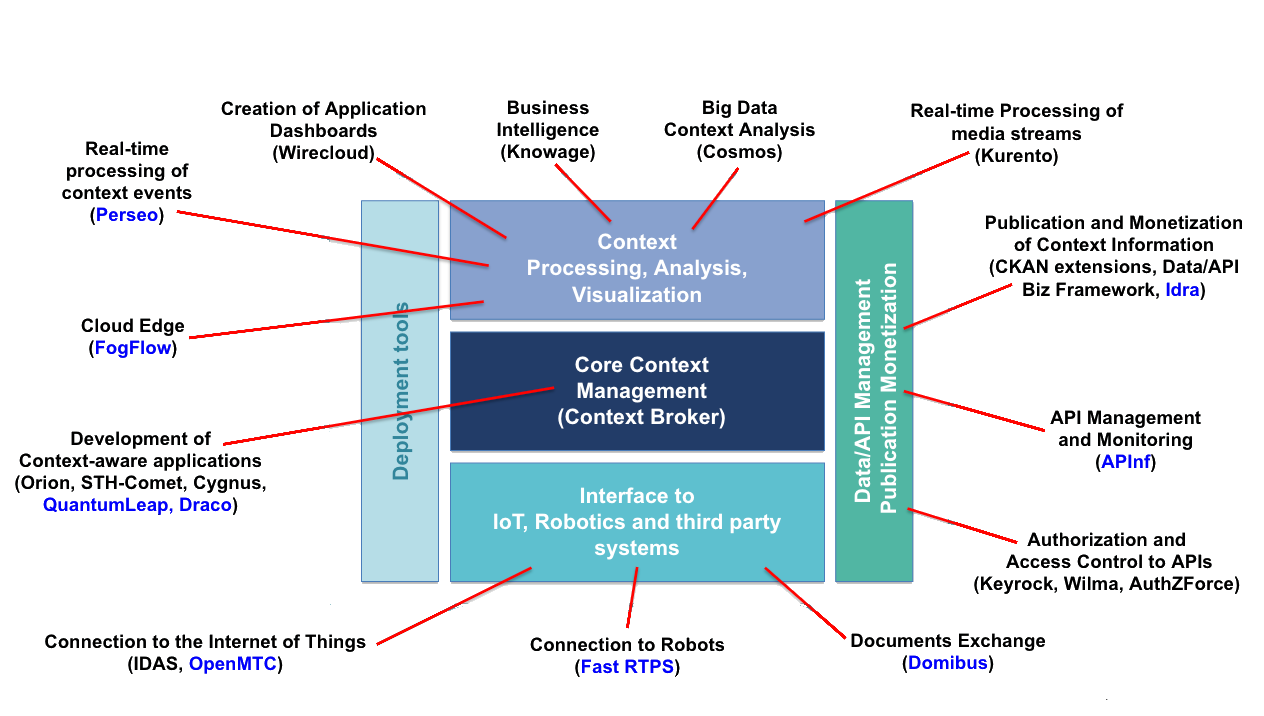 Creation of Application
Dashboards
(Wirecloud)
Business
Intelligence
(Knowage)
Big Data
Context Analysis
(Cosmos)
Real-time Processing of
media streams
(Kurento)
Real-time
processing of
context events
(Perseo)
Cloud Edge
(FogFlow)
Development of
Context-aware applications
(Orion, STH-Comet, Cygnus,
QuantumLeap, Draco)
Deployment tools
Context
Processing, Analysis,
Visualization
Core Context
Management
(Context Broker)
Interface to
IoT, Robotics and third party
systems
Data/API Management
Publication Monetization
Publication and Monetization
of Context Information
(CKAN extensions, Data/API
Biz Framework, Idra)
API Management
and Monitoring
(APInf)
Authorization and
Access Control to APIs
(Keyrock, Wilma, AuthZForce)
Connection to the Internet of Things
(IDAS, OpenMTC)
Connection to Robots
(Fast RTPS)
Documents Exchange
(Domibus)